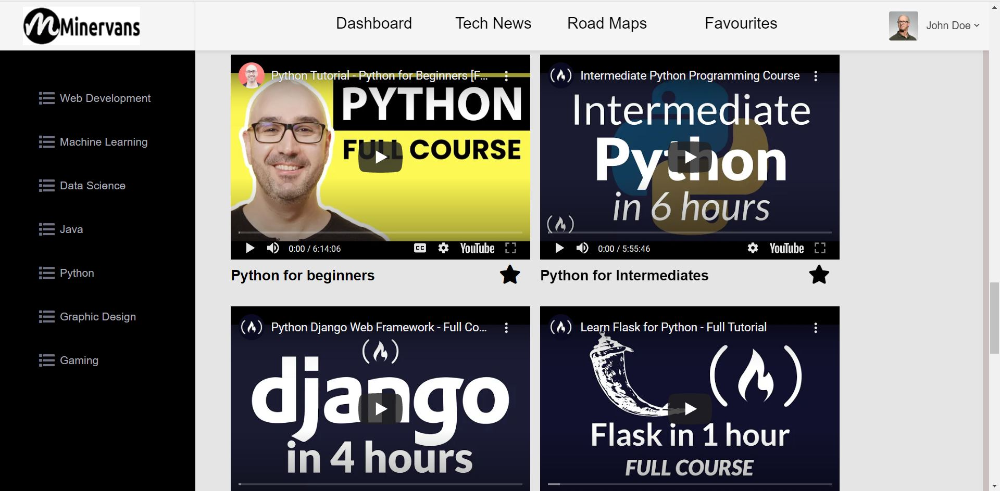 Minervans
Dashboard
Tech News
Road Maps
Favourites
John Doe
Web Development
Machine Learning
Data Science
Java
Python
Graphic Design
Gaming
Python Tutorial - Python for Beginners [F...
PYTHON
FULL COURSE
0:00 / 6:14:06
CC
YouTube
Python for beginners
Intermediate Python Programming Course
Intermediate
Python
in 6 hours
0:00 / 5:55:46
YouTube
Python for Intermediates
Python Django Web Framework - Full Co...
django
in 4 hours
Learn Flask for Python - Full Tutorial
Flask in 1 hour
FULL COURSE